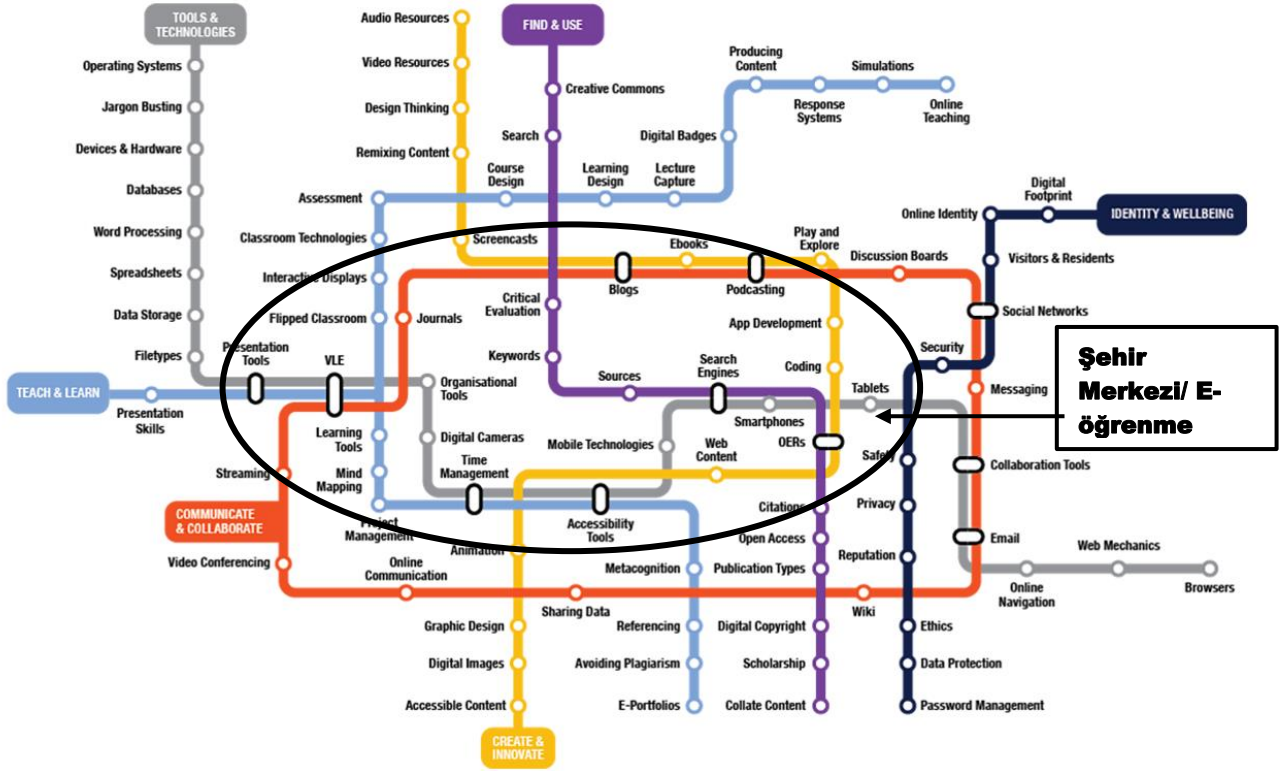 TOOLS &
TECHNOLOGIES
Operating Systems
Jargon Busting
Devices & Hardware
Databases
Word Processing
Spreadsheets
Data Storage
Filetypes
Audio Resources
Video Resources
Design Thinking
Remixing Content
Screencasts
FIND & USE
Creative Commons
Search
Critical
Evaluation
Keywords
Sources
Producing
Content
Response
Systems
Simulations
Online
Teaching
Digital Badges
Course
Design
Learning
Design
Lecture
Capture
Assessment
Classroom Technologies
Interactive Displays
Flipped Classroom
Journals
Blogs
Ebooks
Podcasting
Play and
Explore
Discussion Boards
App Development
Coding
Digital
Footprint
Online Identity
IDENTITY & WELLBEING
Visitors & Residents
Social Networks
Security
Messaging
Şehir
Merkezi/ E-
öğrenme
TEACH & LEARN
Presentation
Skills
Presentation
Tools
VLE
Organisational
Tools
Digital Cameras
Learning
Tools
Mind
Mapping
Project
Management
Time
Management
Accessibility
Tools
Mobile Technologies
Search
Engines
Smartphones
Tablets
OERs
Web
Content
Streaming
COMMUNICATE
& COLLABORATE
Video Conferencing
Online
Communication
Sharing Data
Wiki
Animation
Graphic Design
Digital Images
Accessible Content
CREATE &
INNOVATE
Metacognition
Referencing
Avoiding Plagiarism
E-Portfolios
Citations
Open Access
Publication Types
Digital Copyright
Scholarship
Collate Content
Safety
Privacy
Reputation
Ethics
Data Protection
Password Management
Collaboration Tools
Email
Online
Navigation
Web Mechanics
Browsers